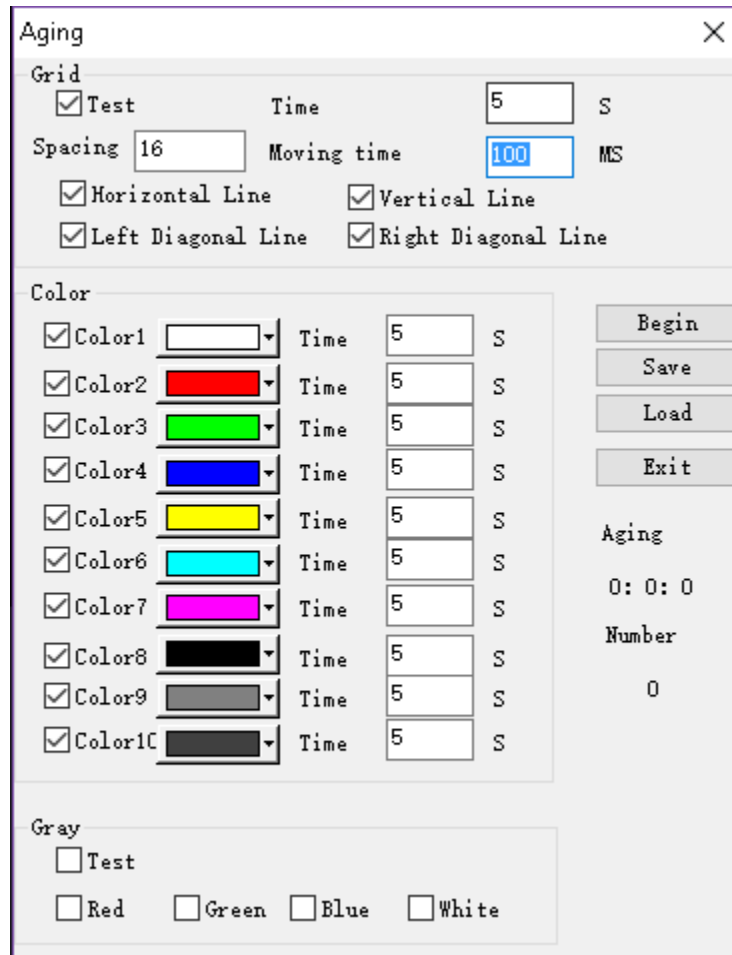 Aging
Grid
Test Time 5 S
Spacing 16 Moving time 100 MS
Horizontal Line Vertical Line
Left Diagonal Line Right Diagonal Line
Color
Color1 Time 5 S
Begin
Color2 Time 5 S
Save
Color3 Time 5 S
Load
Color4 Time 5 S
Exit
Color5 Time 5 S
Aging
Color6 Time 5 S
0: 0: 0
Color7 Time 5 S
Number
Color8 Time 5 S
Color9 Time 5 S
0
Color10 Time 5 S
Gray
Test
Red Green Blue White